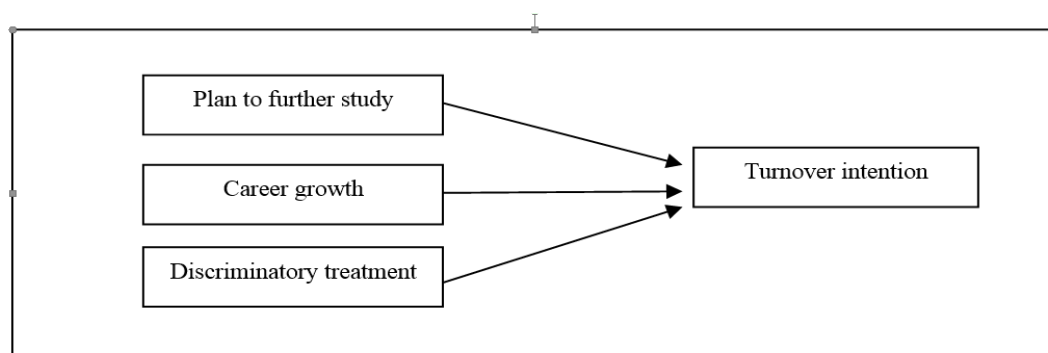 Plan to further study
Career growth
Turnover intention
Discriminatory treatment